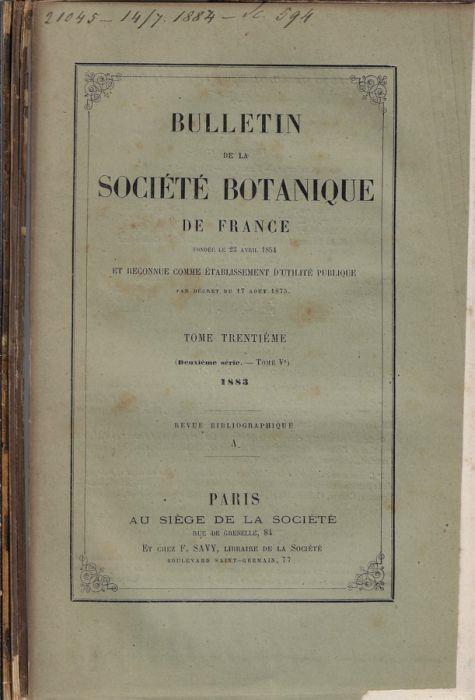 21045 — 14/7. 1884 — Sc. 594
BULLETIN
DE LA
SOCIÉTÉ BOTANIQUE
DE FRANCE
FONDÉE LE 23 AVRIL 1854
ET RECONNUE COMME ÉTABLISSEMENT D'UTILITÉ PUBLIQUE
PAR DÉCRET DU 17 AOUT 1875.
TOME TRENTIÈME
(Deuxième série. — TOME Ve)
1883
REVUE BIBLIOGRAPHIQUE
A
PARIS
AU SIÈGE DE LA SOCIÉTÉ
RUE DE GRENELLE, 84
ET CHEZ F. SAVY, LIBRAIRE DE LA SOCIÉTÉ
BOULEVARD SAINT-GERMAIN, 77